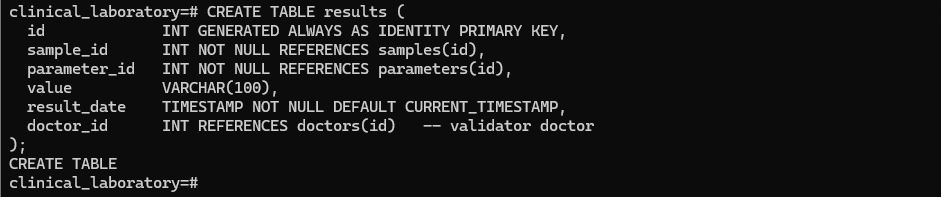 clinical_laboratory=# CREATE TABLE results (
  id            INT GENERATED ALWAYS AS IDENTITY PRIMARY KEY,
  sample_id     INT NOT NULL REFERENCES samples(id),
  parameter_id  INT NOT NULL REFERENCES parameters(id),
  value         VARCHAR(100),
  result_date   TIMESTAMP NOT NULL DEFAULT CURRENT_TIMESTAMP,
  doctor_id     INT REFERENCES doctors(id)   -- validator doctor
);
CREATE TABLE
clinical_laboratory=#